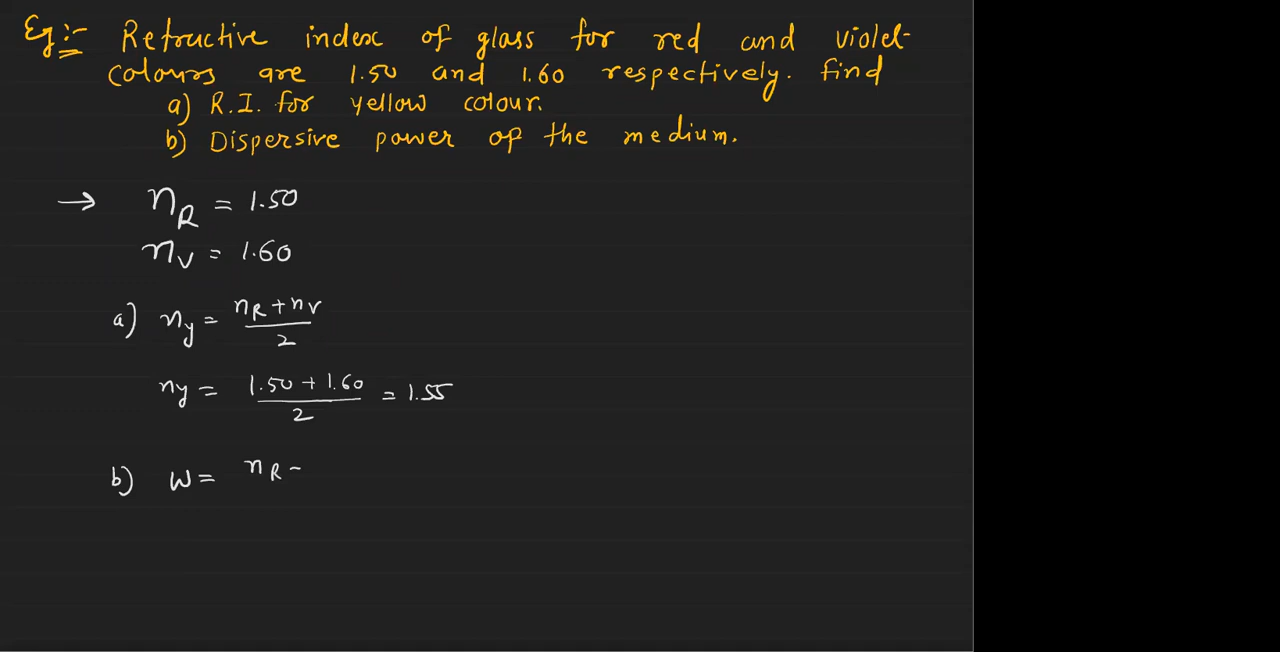 Eg:- Refractive index of glass for red and violet
colours are 1.50 and 1.60 respectively. find
a) R.I. for yellow colour.
b) Dispersive power of the medium.
→ nR = 1.50
nv = 1.60
a) ny = nR + nv / 2
ny = 1.50 + 1.60 / 2 = 1.55
b) W = nR -